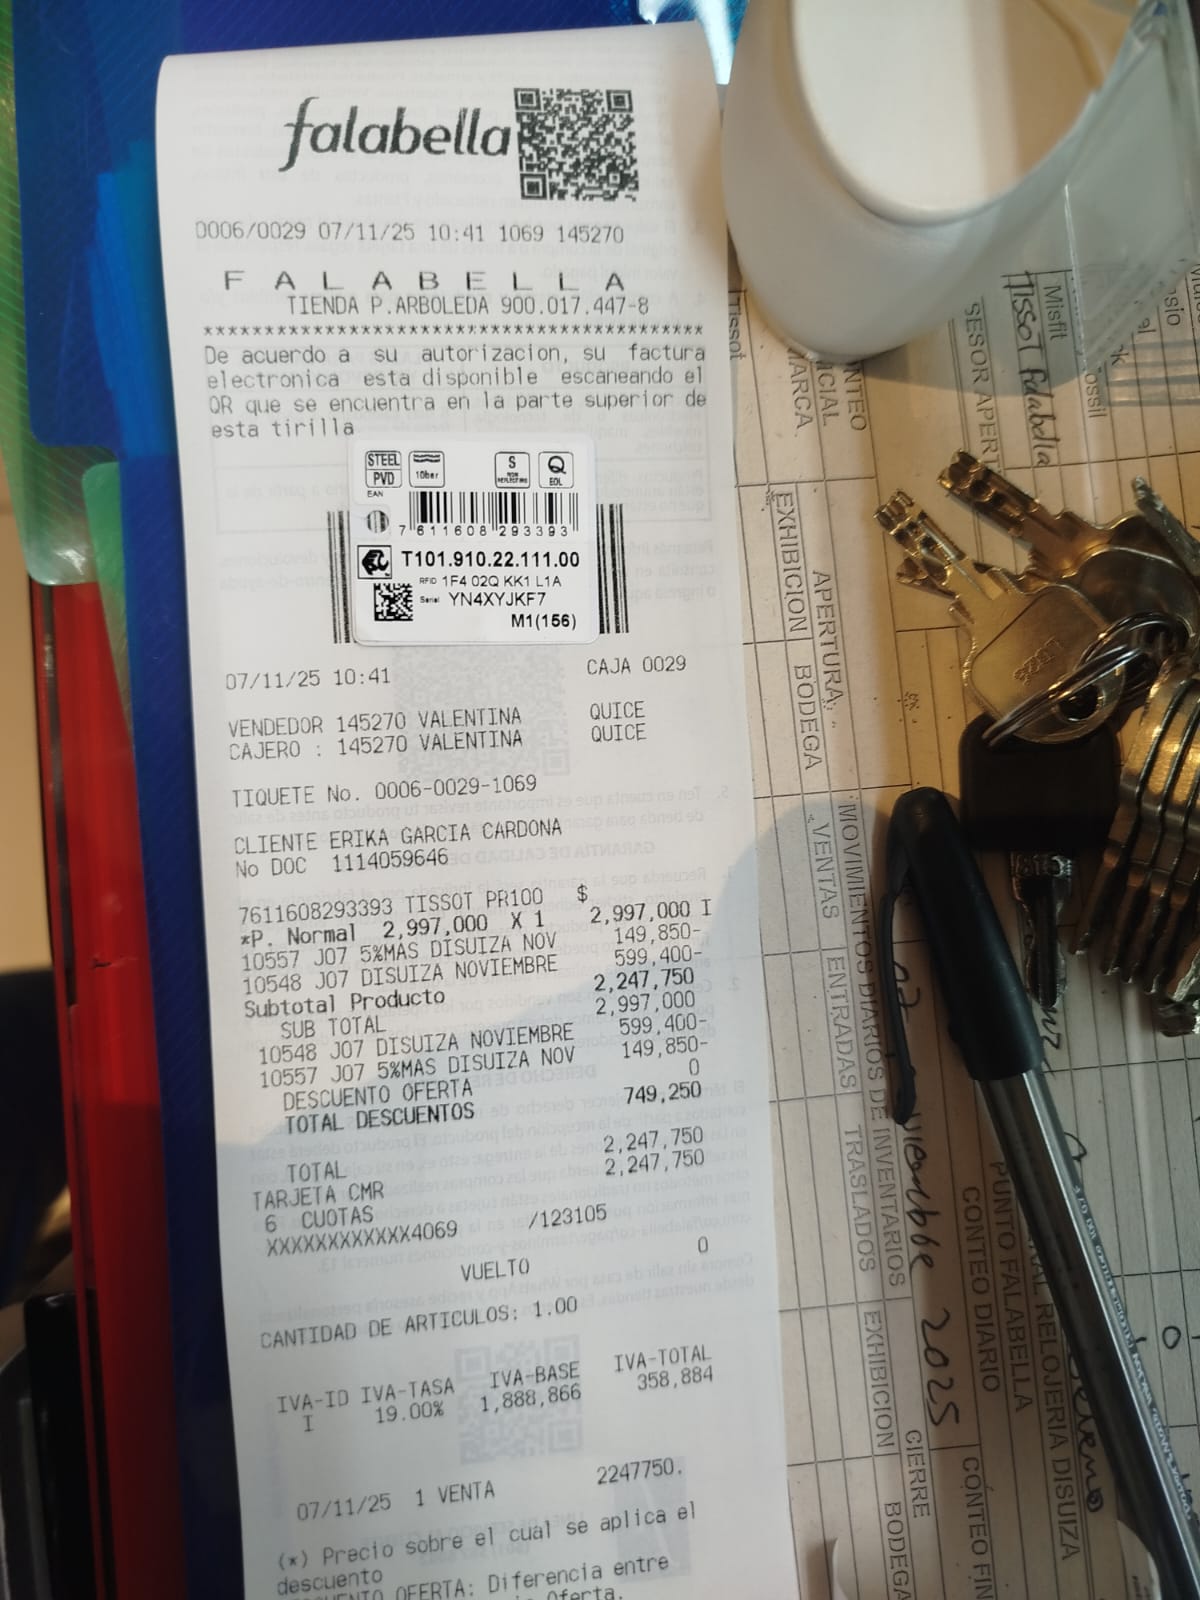 falabella
0006/0029 07/11/25 10:41 1069 145270
F A L A B E L L A
TIENDA P.ARBOLEDA 900.017.447-8
*****************************************
De acuerdo a su autorizacion, su factura
electronica esta disponible escaneando el
QR que se encuentra en la parte superior de
esta tirilla
STEEL
PVD
10bar
S
NON
REFLECTING
Q
EOL
EAN
7 611608 293393
T101.910.22.111.00
RFID 1F4 02Q KK1 L1A
Serial YN4XYJKF7
M1(156)
07/11/25 10:41 CAJA 0029
VENDEDOR 145270 VALENTINA QUICE
CAJERO : 145270 VALENTINA QUICE
TIQUETE No. 0006-0029-1069
CLIENTE ERIKA GARCIA CARDONA
No DOC 1114059646
7611608293393 TISSOT PR100 $
*P. Normal 2,997,000 X 1 2,997,000 I
10557 J07 5%MAS DISUIZA NOV 149,850-
10548 J07 DISUIZA NOVIEMBRE 599,400-
Subtotal Producto 2,247,750
SUB TOTAL 2,997,000
10548 J07 DISUIZA NOVIEMBRE 599,400-
10557 J07 5%MAS DISUIZA NOV 149,850-
DESCUENTO OFERTA 0
TOTAL DESCUENTOS 749,250
TOTAL 2,247,750
TARJETA CMR 2,247,750
6 CUOTAS
XXXXXXXXXXXX4069 /123105
VUELTO 0
CANTIDAD DE ARTICULOS: 1.00
IVA-ID IVA-TASA IVA-BASE IVA-TOTAL
I 19.00% 1,888,866 358,884
07/11/25 1 VENTA 2247750.
(*) Precio sobre el cual se aplica el
descuento
OFERTA: Diferencia entre
Oferta.
Tissot
MARCA
CONTEO
EXHIBICION
BODEGA
APERTURA
VENTAS
ENTRADAS
TRASLADOS
MOVIMIENTOS DIARIOS DE INVENTARIOS
EXHIBICION
BODEGA
CIERRE
CONTEO FIN
Misfit
Tissot falabella
2025
CONTEO DIARIO
PUNTO FALABELLA
RELOJERIA DISUIZA